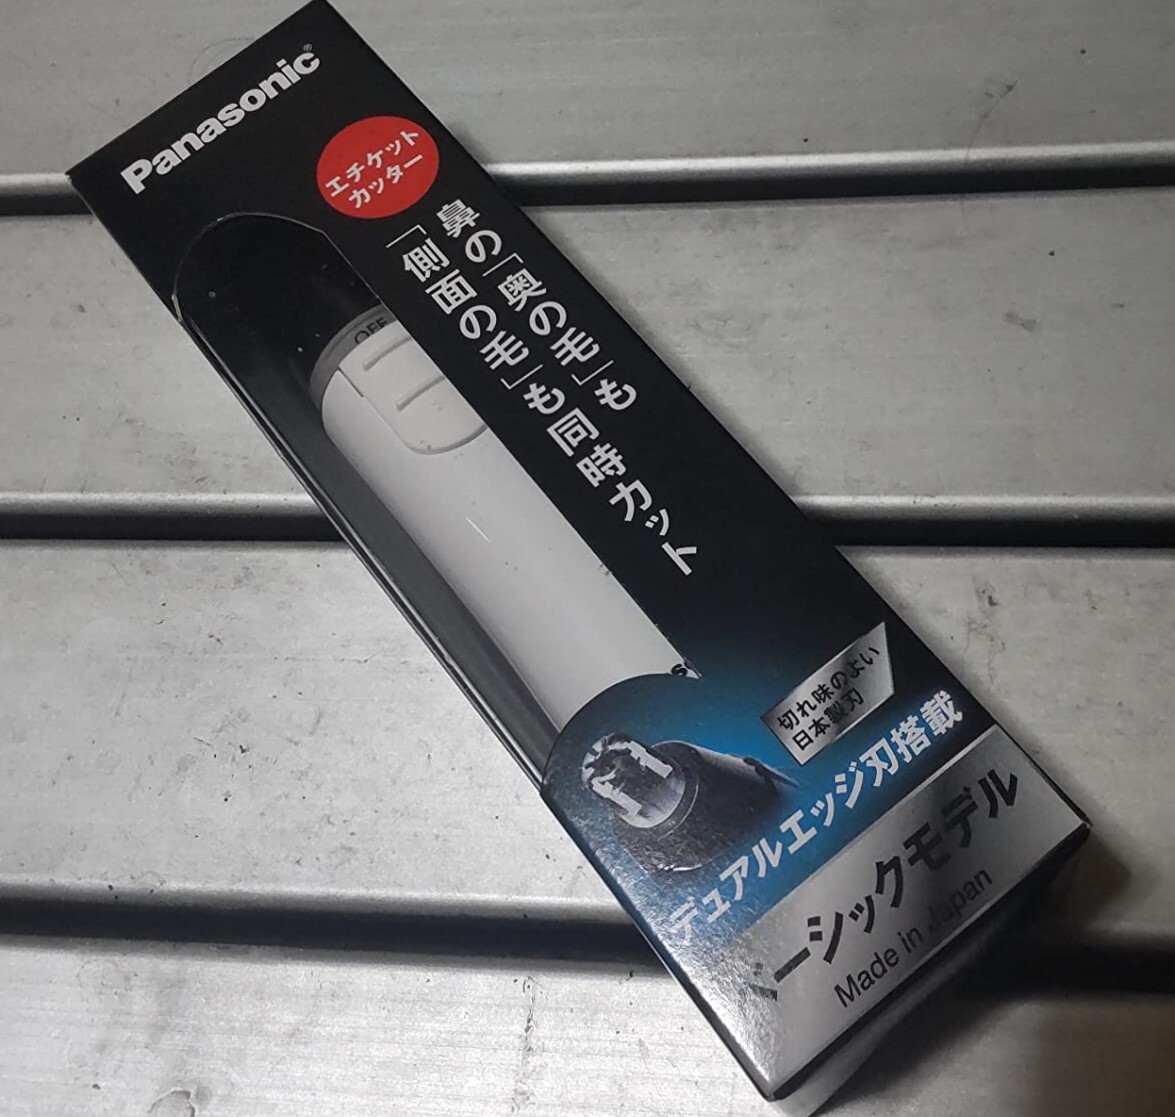 Panasonic
エチケット
カッター
鼻の「奥の毛」も
「側面の毛」も同時カット
OFF
切れ味のよい
日本製刃
デュアルエッジ刃搭載
ベーシックモデル
Made in Japan